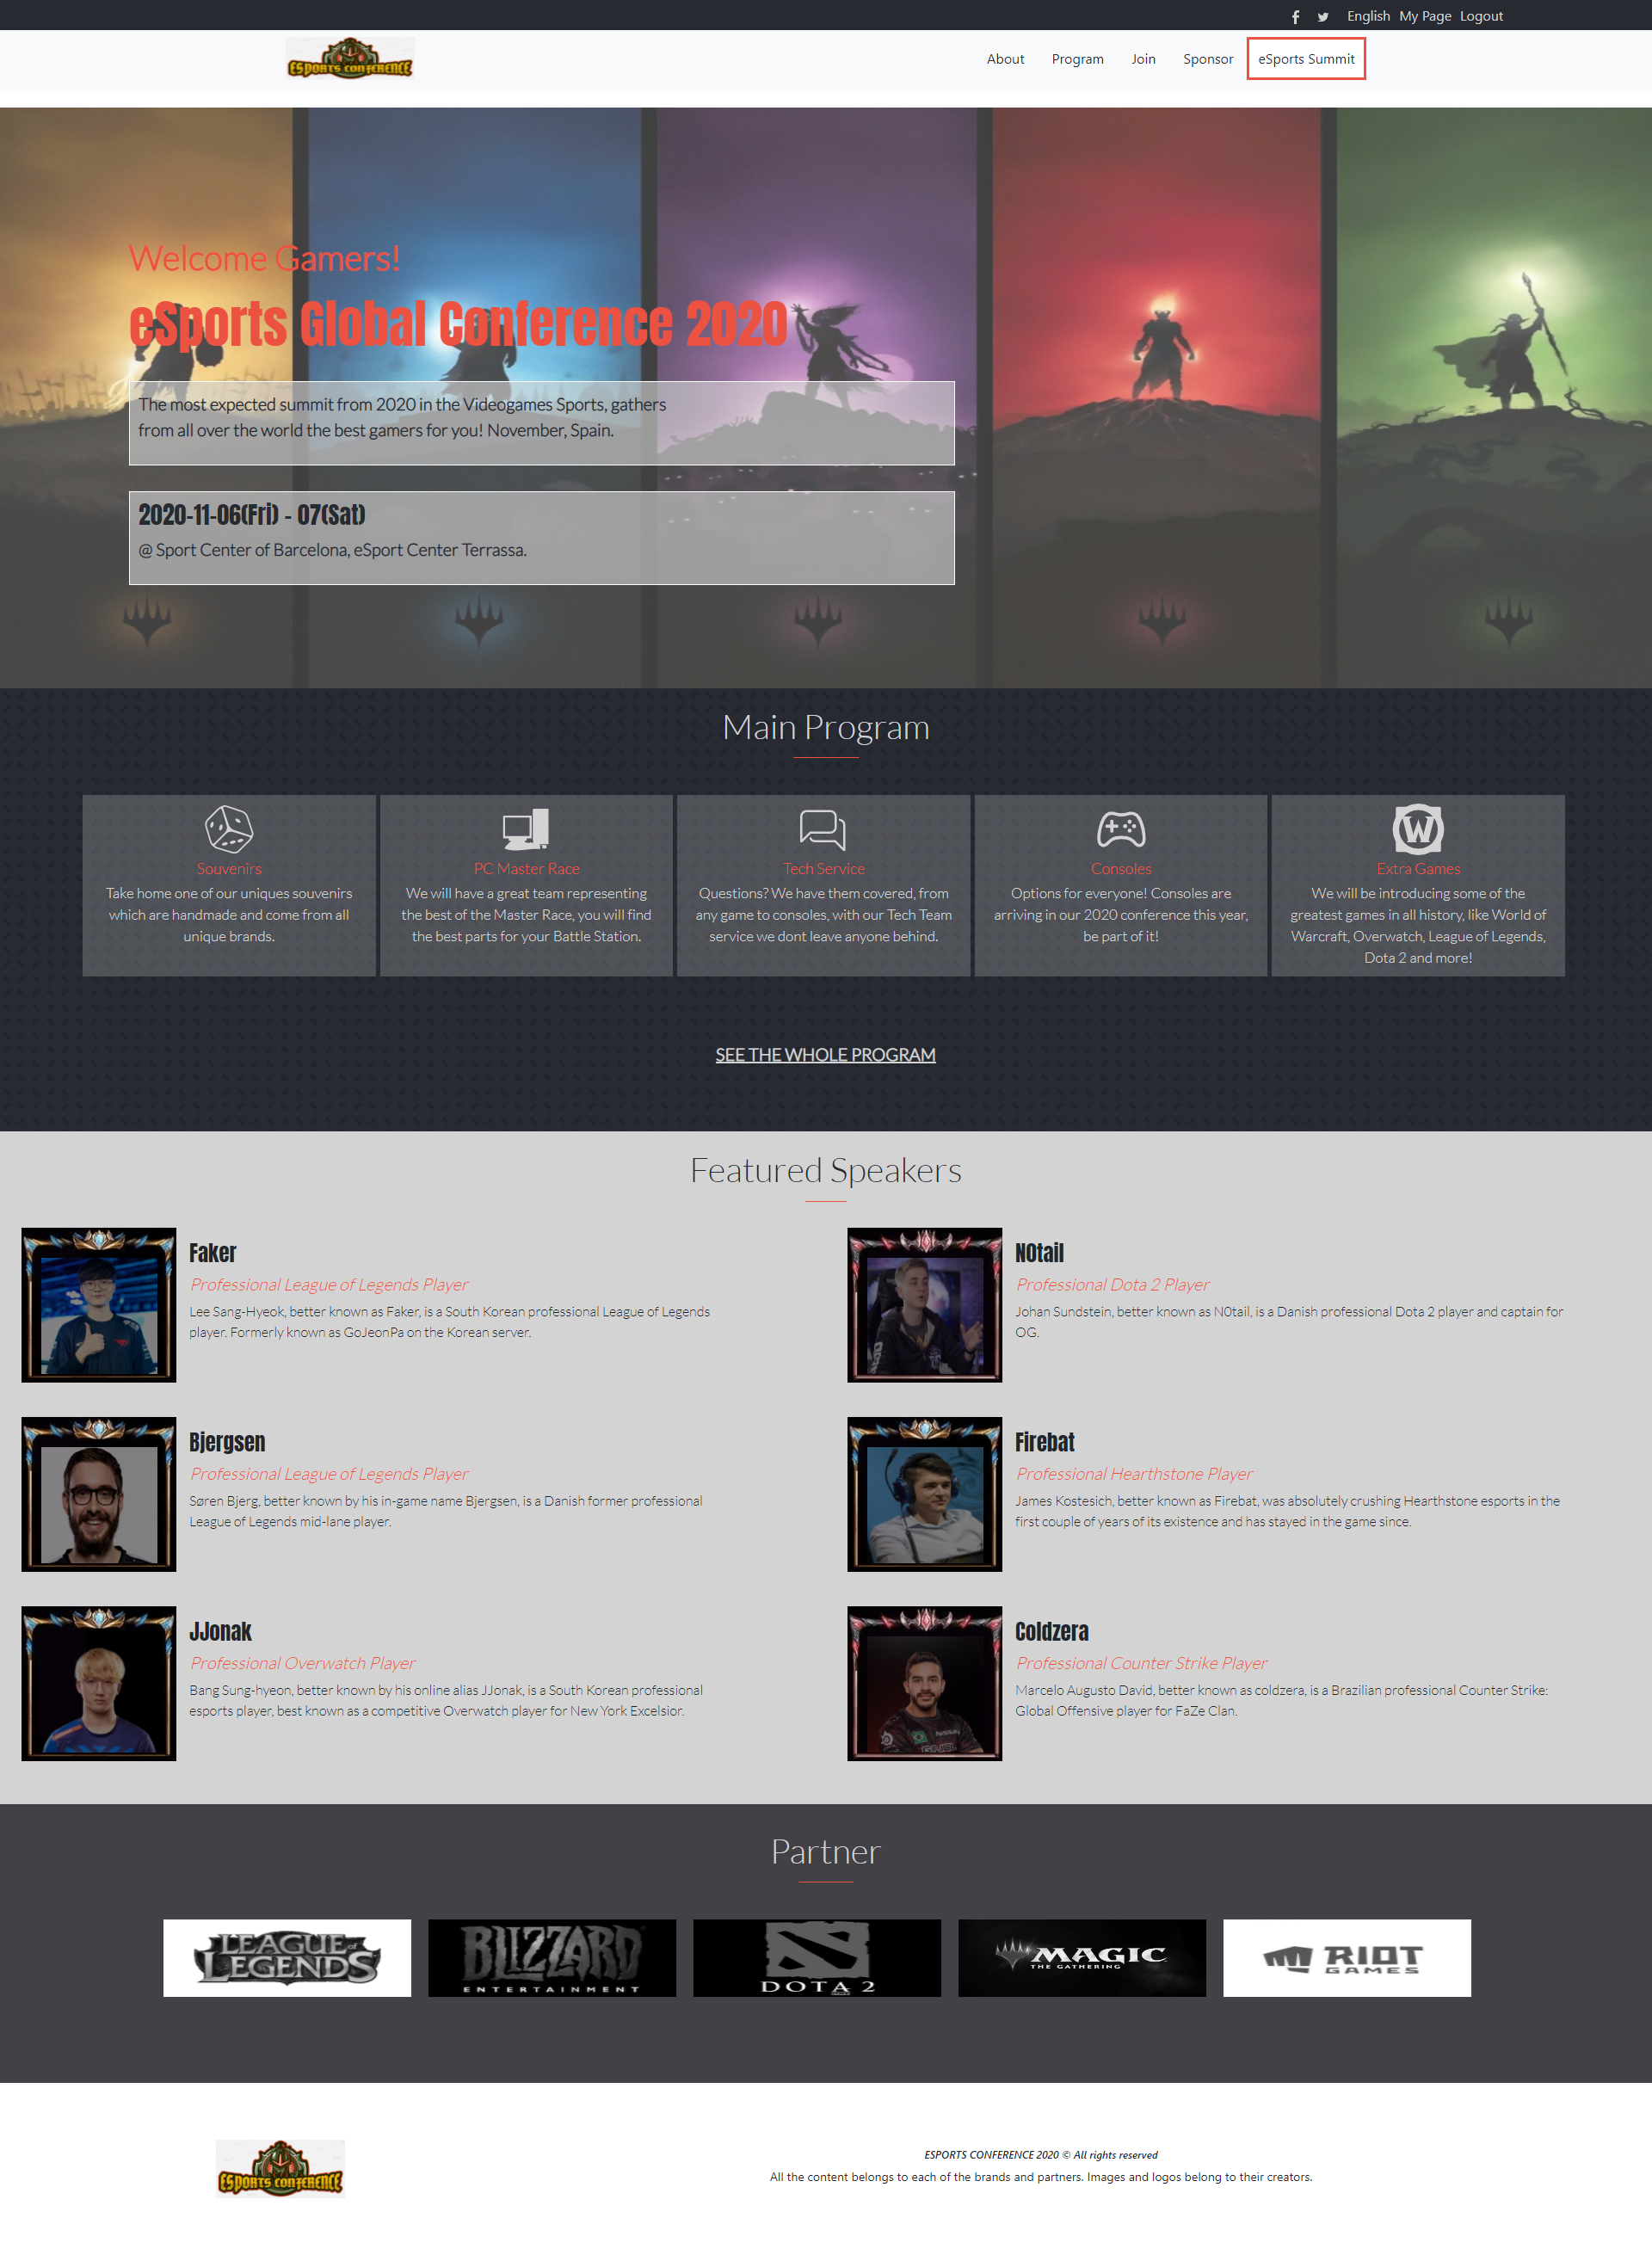 English My Page Logout
ESPORTS CONFERENCE
About Program Join Sponsor eSports Summit
Welcome Gamers!
eSports Global Conference 2020
The most expected summit from 2020 in the Videogames Sports, gathers
from all over the world the best gamers for you! November, Spain.
2020-11-06(Fri) - 07(Sat)
@ Sport Center of Barcelona, eSport Center Terrassa.
Main Program
Souvenirs
Take home one of our uniques souvenirs
which are handmade and come from all
unique brands.
PC Master Race
We will have a great team representing
the best of the Master Race, you will find
the best parts for your Battle Station.
Tech Service
Questions? We have them covered, from
any game to consoles, with our Tech Team
service we dont leave anyone behind.
Consoles
Options for everyone! Consoles are
arriving in our 2020 conference this year,
be part of it!
W
Extra Games
We will be introducing some of the
greatest games in all history, like World of
Warcraft, Overwatch, League of Legends,
Dota 2 and more!
SEE THE WHOLE PROGRAM
Featured Speakers
Faker
Professional League of Legends Player
Lee Sang-Hyeok, better known as Faker, is a South Korean professional League of Legends
player. Formerly known as GoJeonPa on the Korean server.
N0tail
Professional Dota 2 Player
Johan Sundstein, better known as N0tail, is a Danish professional Dota 2 player and captain for
OG.
Bjergsen
Professional League of Legends Player
Søren Bjerg, better known by his in-game name Bjergsen, is a Danish former professional
League of Legends mid-lane player.
Firebat
Professional Hearthstone Player
James Kostesich, better known as Firebat, was absolutely crushing Hearthstone esports in the
first couple of years of its existence and has stayed in the game since.
JJonak
Professional Overwatch Player
Bang Sung-hyeon, better known by his online alias JJonak, is a South Korean professional
esports player, best known as a competitive Overwatch player for New York Excelsior.
Coldzera
Professional Counter Strike Player
Marcelo Augusto David, better known as coldzera, is a Brazilian professional Counter Strike:
Global Offensive player for FaZe Clan.
Partner
LEAGUE of
LEGENDS
BLIZZARD
ENTERTAINMENT
DOTA 2
MAGIC
THE GATHERING
RIOT
GAMES
ESPORTS CONFERENCE
ESPORTS CONFERENCE 2020 © All rights reserved
All the content belongs to each of the brands and partners. Images and logos belong to their creators.